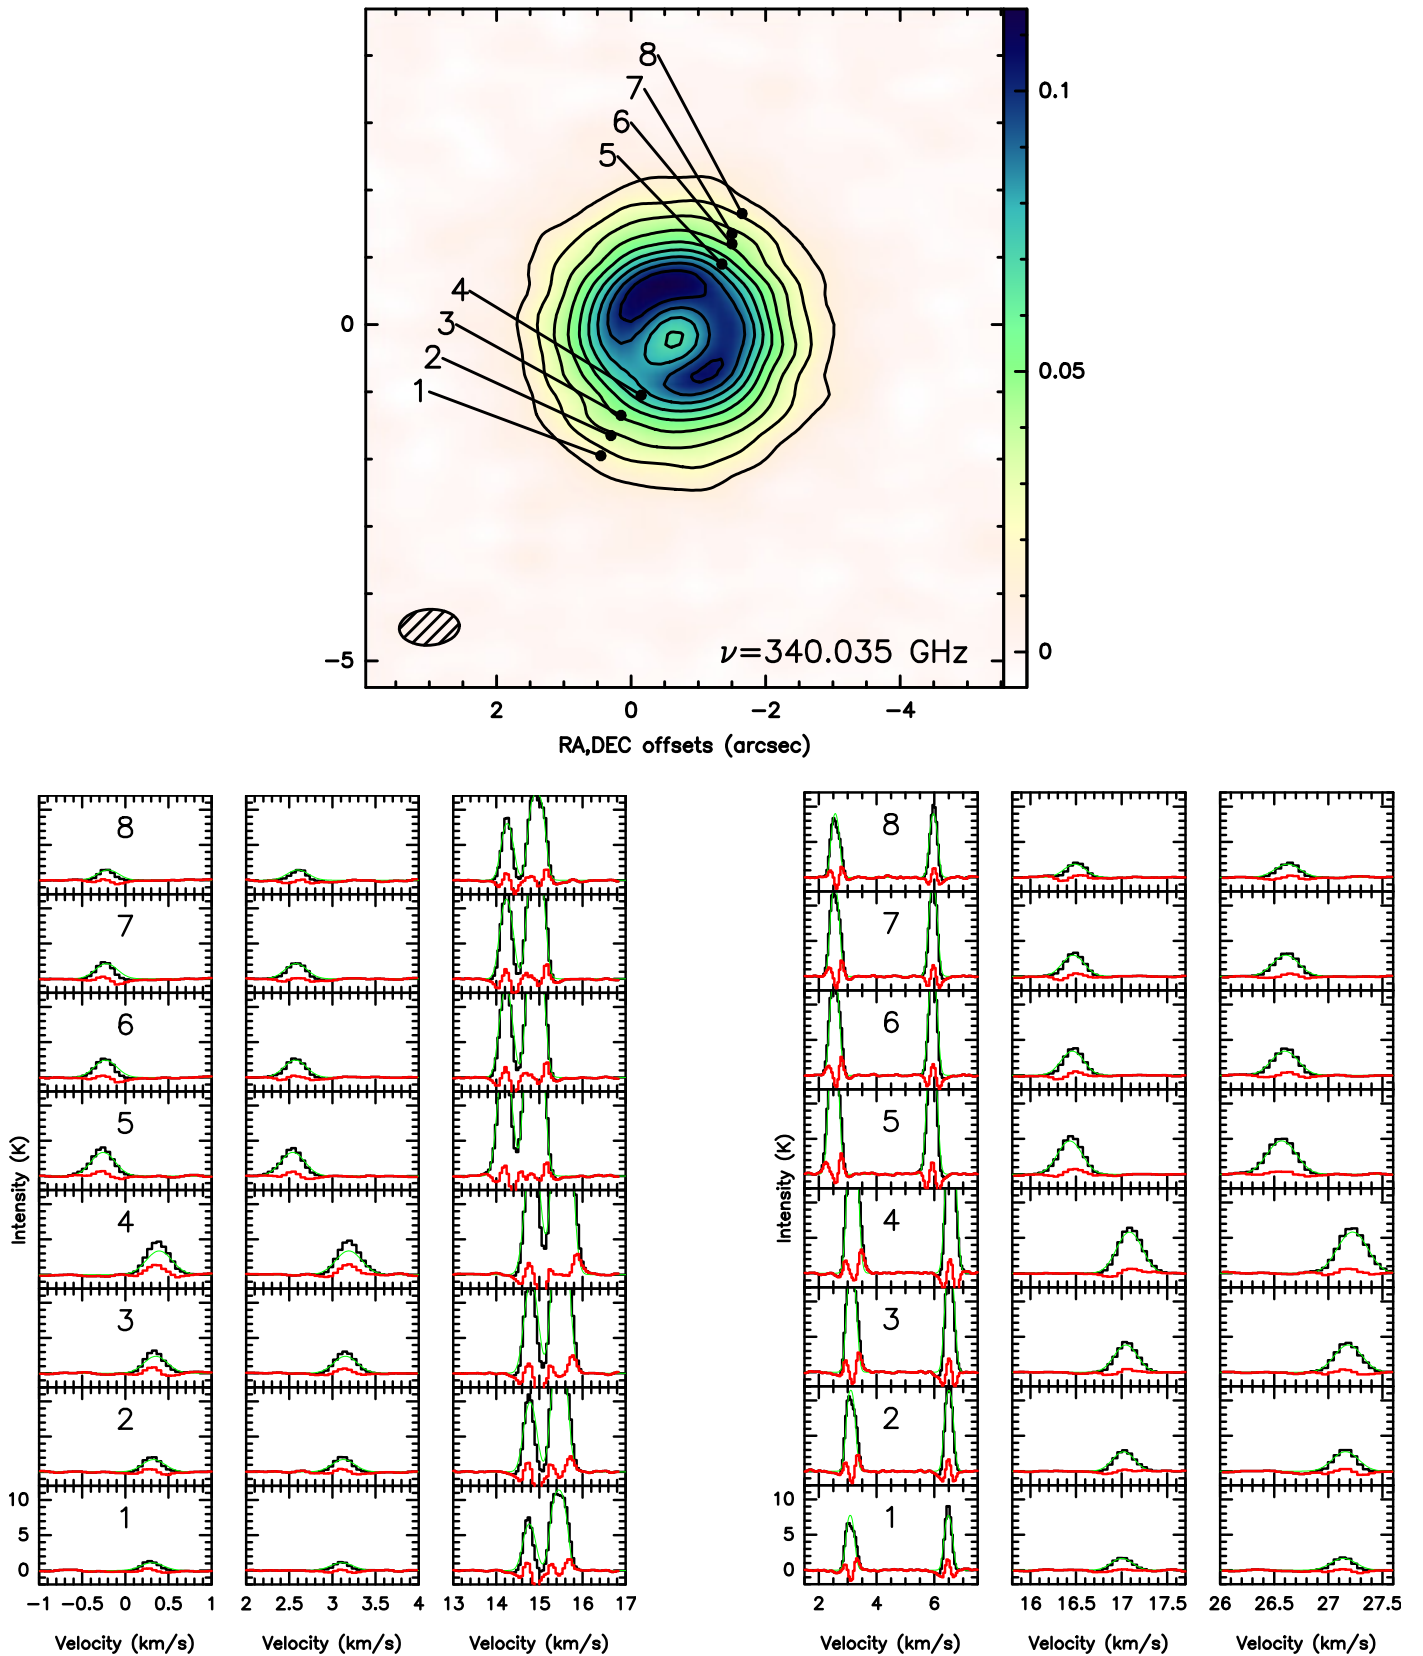 8
7
6
5
4
3
2
1
0.1
0.05
0
0
−5
ν=340.035 GHz
2 0 −2 −4
RA,DEC offsets (arcsec)
8 8
7 7
6 6
5 5
4 4
3 3
2 2
1 1
Intensity (K)
10
5
0
−1 −0.5 0 0.5 1
2 2.5 3 3.5 4
13 14 15 16 17
Velocity (km/s) Velocity (km/s) Velocity (km/s)
Intensity (K)
10
5
0
2 4 6
16 16.5 17 17.5
26 26.5 27 27.5
Velocity (km/s) Velocity (km/s) Velocity (km/s)